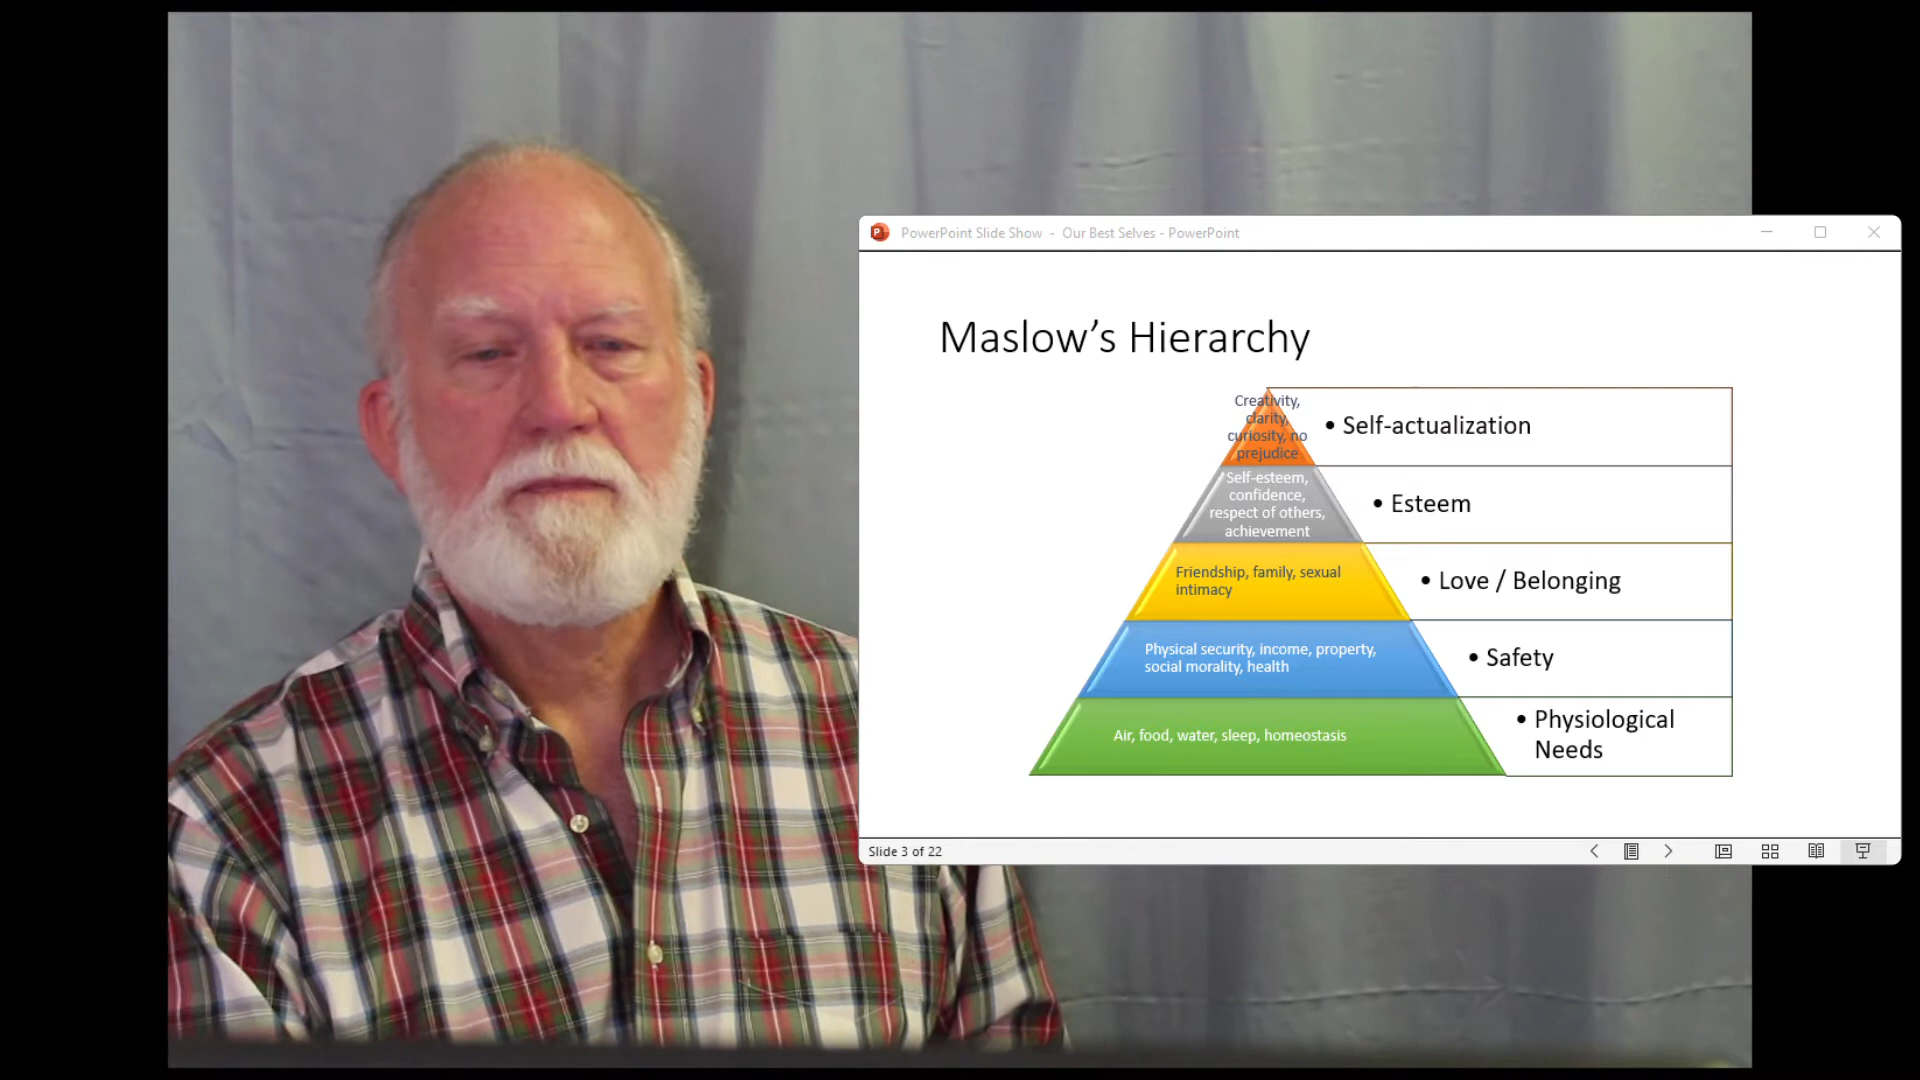 PowerPoint Slide Show - Our Best Selves - PowerPoint
Maslow’s Hierarchy
Creativity,
clarity,
curiosity, no
prejudice
• Self-actualization
Self-esteem,
confidence,
respect of others,
achievement
• Esteem
Friendship, family, sexual
intimacy
• Love / Belonging
Physical security, income, property,
social morality, health
• Safety
Air, food, water, sleep, homeostasis
• Physiological
Needs
Slide 3 of 22